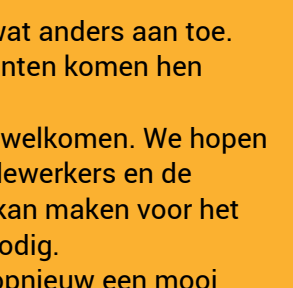 wat anders aan toe.
nten komen hen
welkomen. We hopen
dewerkers en de
kan maken voor het
odig.
opnieuw een mooi